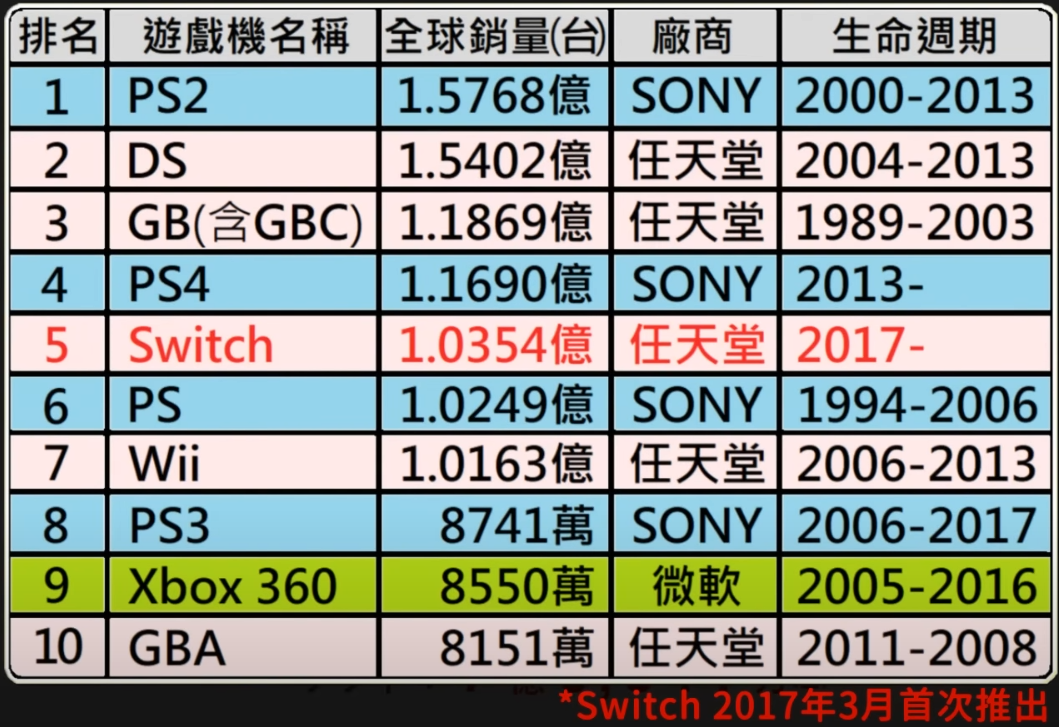 排名 遊戲機名稱 全球銷量(台) 廠商 生命週期
1 PS2 1.5768億 SONY 2000-2013
2 DS 1.5402億 任天堂 2004-2013
3 GB(含GBC) 1.1869億 任天堂 1989-2003
4 PS4 1.1690億 SONY 2013-
5 Switch 1.0354億 任天堂 2017-
6 PS 1.0249億 SONY 1994-2006
7 Wii 1.0163億 任天堂 2006-2013
8 PS3 8741萬 SONY 2006-2017
9 Xbox 360 8550萬 微軟 2005-2016
10 GBA 8151萬 任天堂 2011-2008
*Switch 2017年3月首次推出